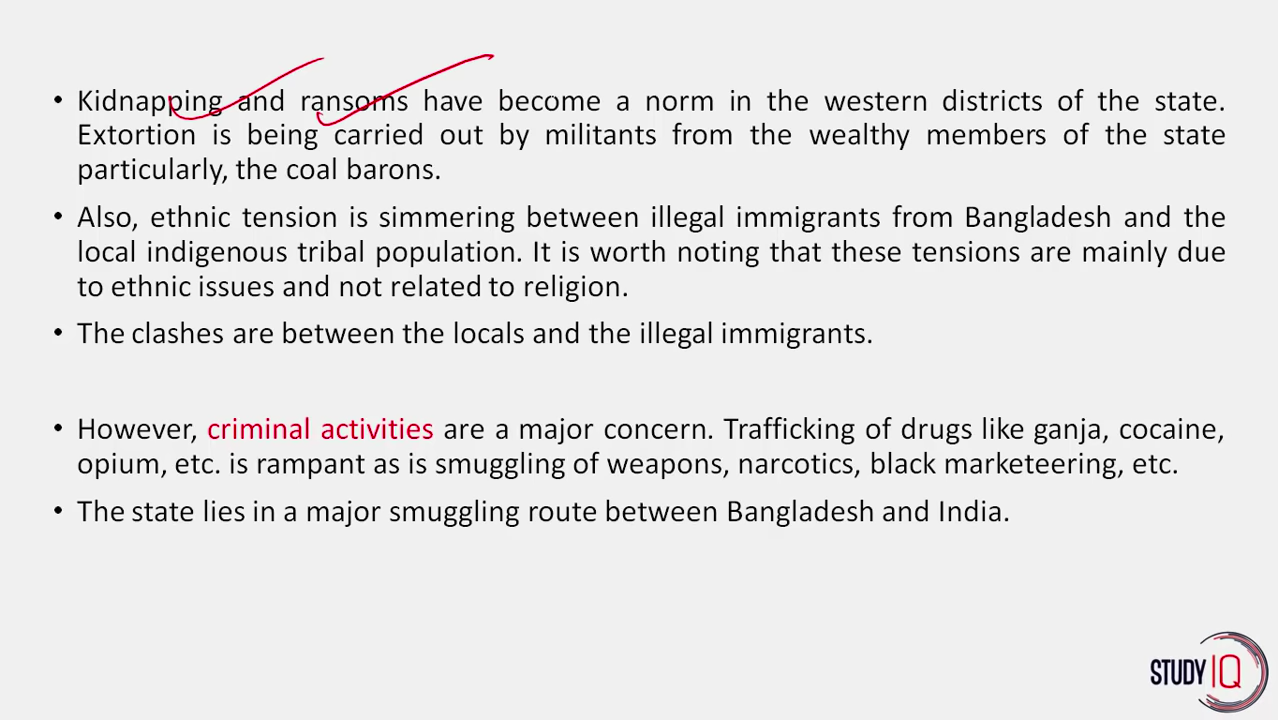 • Kidnapping and ransoms have become a norm in the western districts of the state.
Extortion is being carried out by militants from the wealthy members of the state
particularly, the coal barons.
• Also, ethnic tension is simmering between illegal immigrants from Bangladesh and the
local indigenous tribal population. It is worth noting that these tensions are mainly due
to ethnic issues and not related to religion.
• The clashes are between the locals and the illegal immigrants.
• However, criminal activities are a major concern. Trafficking of drugs like ganja, cocaine,
opium, etc. is rampant as is smuggling of weapons, narcotics, black marketeering, etc.
• The state lies in a major smuggling route between Bangladesh and India.
STUDY IQ